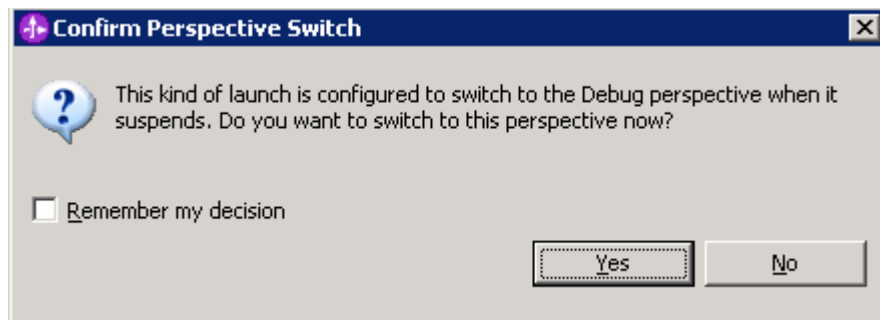 Confirm Perspective Switch
This kind of launch is configured to switch to the Debug perspective when it
suspends. Do you want to switch to this perspective now?
Remember my decision
Yes No